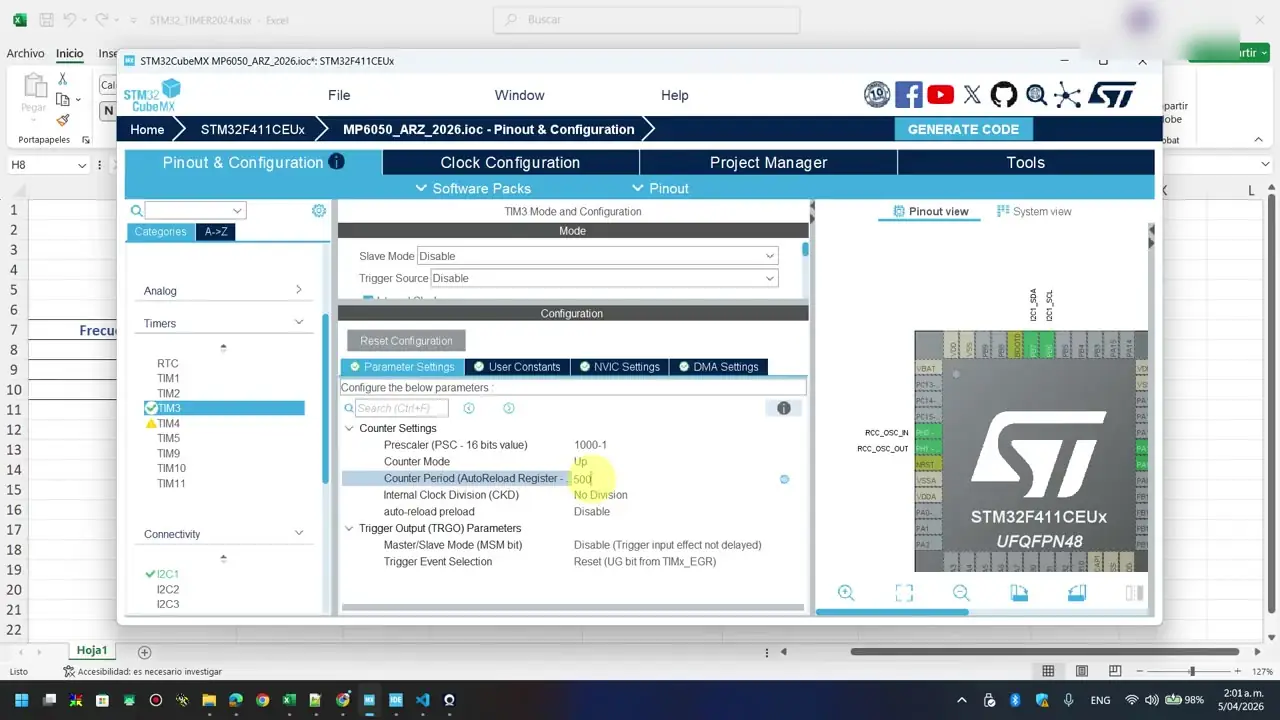 STM32_TIMER2024.xlsx - Excel
Buscar
Archivo
Inicio
Pegar
Portapapeles
N
H8
STM32CubeMX MP6050_ARZ_2026.ioc*: STM32F411CEUx
STM32
CubeMX
File
Window
Help
Home
STM32F411CEUx
MP6050_ARZ_2026.ioc - Pinout & Configuration
GENERATE CODE
Pinout & Configuration
Clock Configuration
Project Manager
Tools
Software Packs
Pinout
Categories
A->Z
Analog
Timers
RTC
TIM1
TIM2
TIM3
TIM4
TIM5
TIM9
TIM10
TIM11
Connectivity
I2C1
I2C2
I2C3
TIM3 Mode and Configuration
Mode
Slave Mode Disable
Trigger Source Disable
Configuration
Reset Configuration
Parameter Settings
User Constants
NVIC Settings
DMA Settings
Configure the below parameters :
Search (Ctrl+F)
Counter Settings
Prescaler (PSC - 16 bits value) 1000-1
Counter Mode Up
Counter Period (AutoReload Register - ... 500
Internal Clock Division (CKD) No Division
auto-reload preload Disable
Trigger Output (TRGO) Parameters
Master/Slave Mode (MSM bit) Disable (Trigger input effect not delayed)
Trigger Event Selection Reset (UG bit from TIMx_EGR)
Pinout view
System view
I2C1_SDA
I2C1_SCL
RCC_OSC_IN
RCC_OSC_OUT
VBAT
PC13-
PC14-
PC15-
PH0 -
PH1 -
NRST
VSSA
VDDA
PA0-
PA1
PA2
STM32F411CEUx
UFQFPN48
L
1
2
3
4
5
6
7
8
9
10
11
12
13
14
15
16
17
18
19
20
21
22
Frecu
Hoja1
Listo
Accesibilidad: es necesario investigar
127%
ENG
98%
2:01 a. m.
5/04/2026